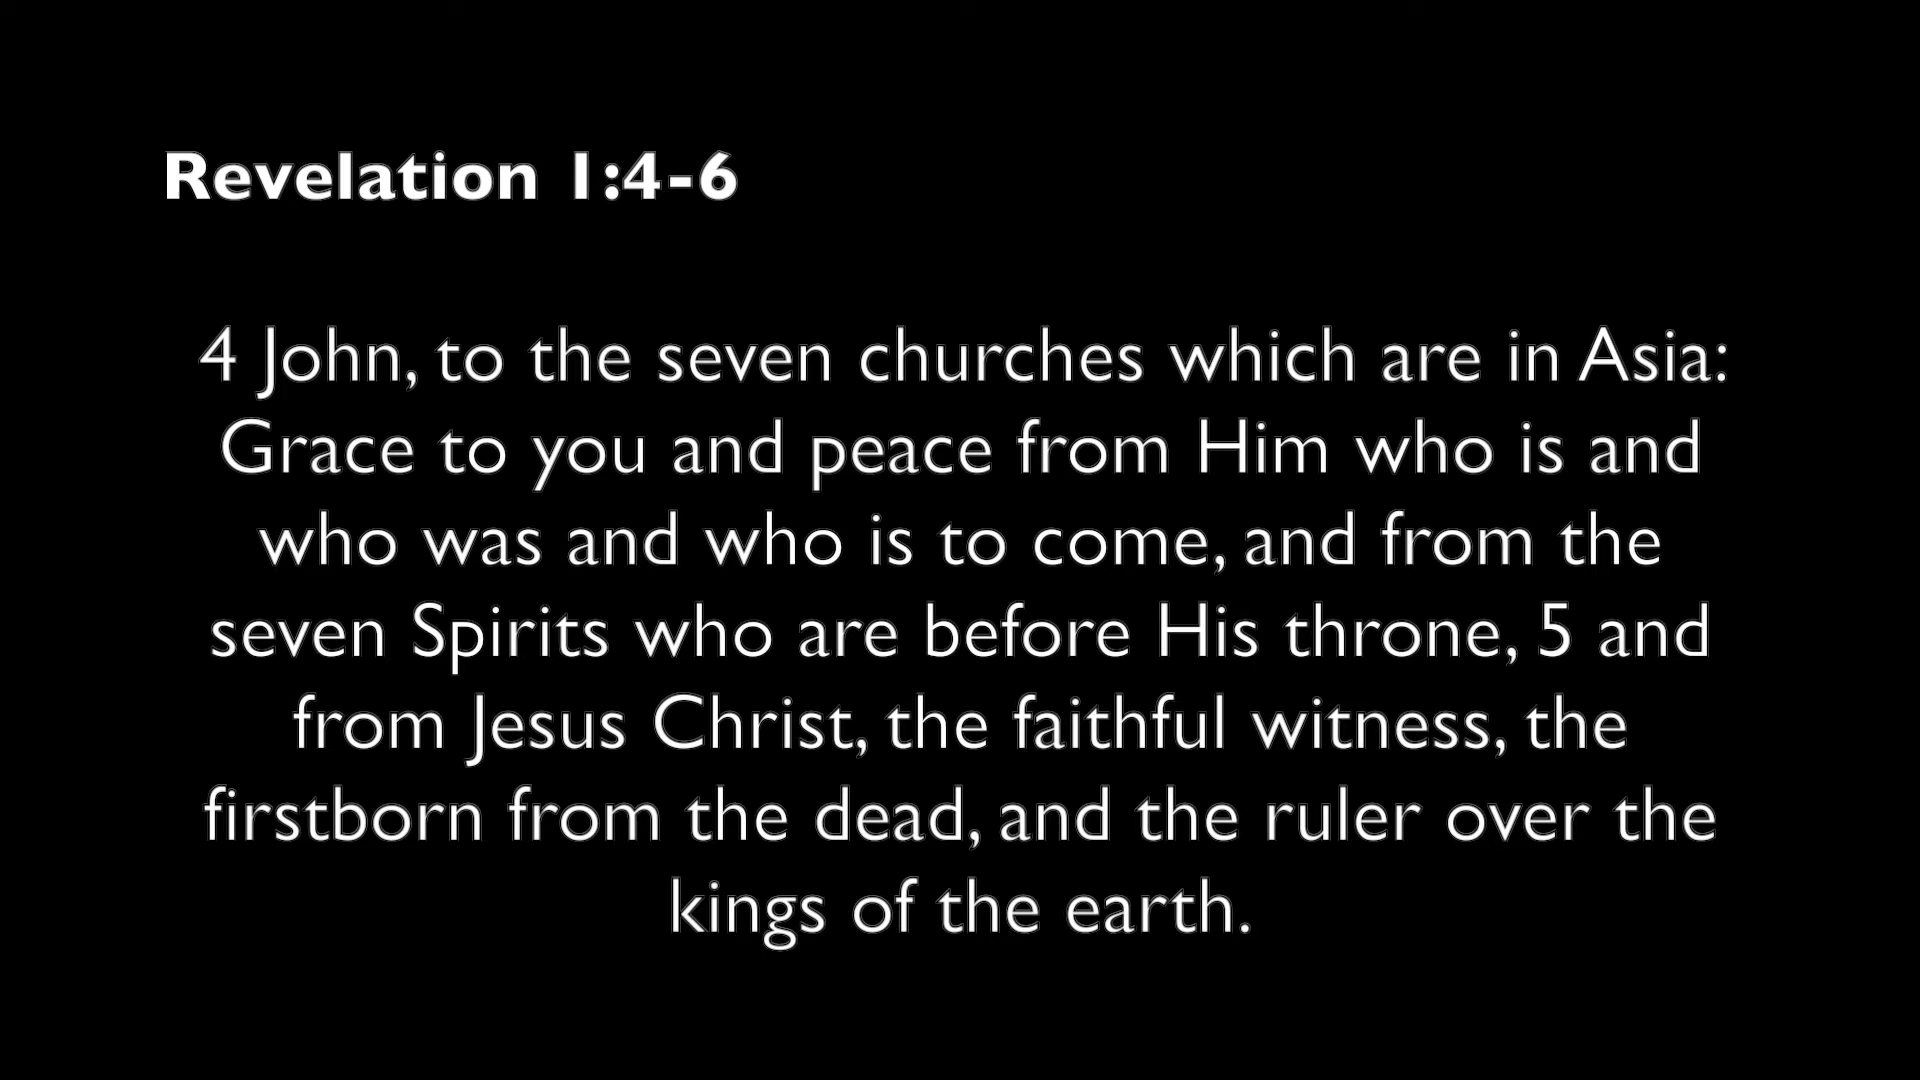 Revelation 1:4-6
4 John, to the seven churches which are in Asia:
Grace to you and peace from Him who is and
who was and who is to come, and from the
seven Spirits who are before His throne, 5 and
from Jesus Christ, the faithful witness, the
firstborn from the dead, and the ruler over the
kings of the earth.